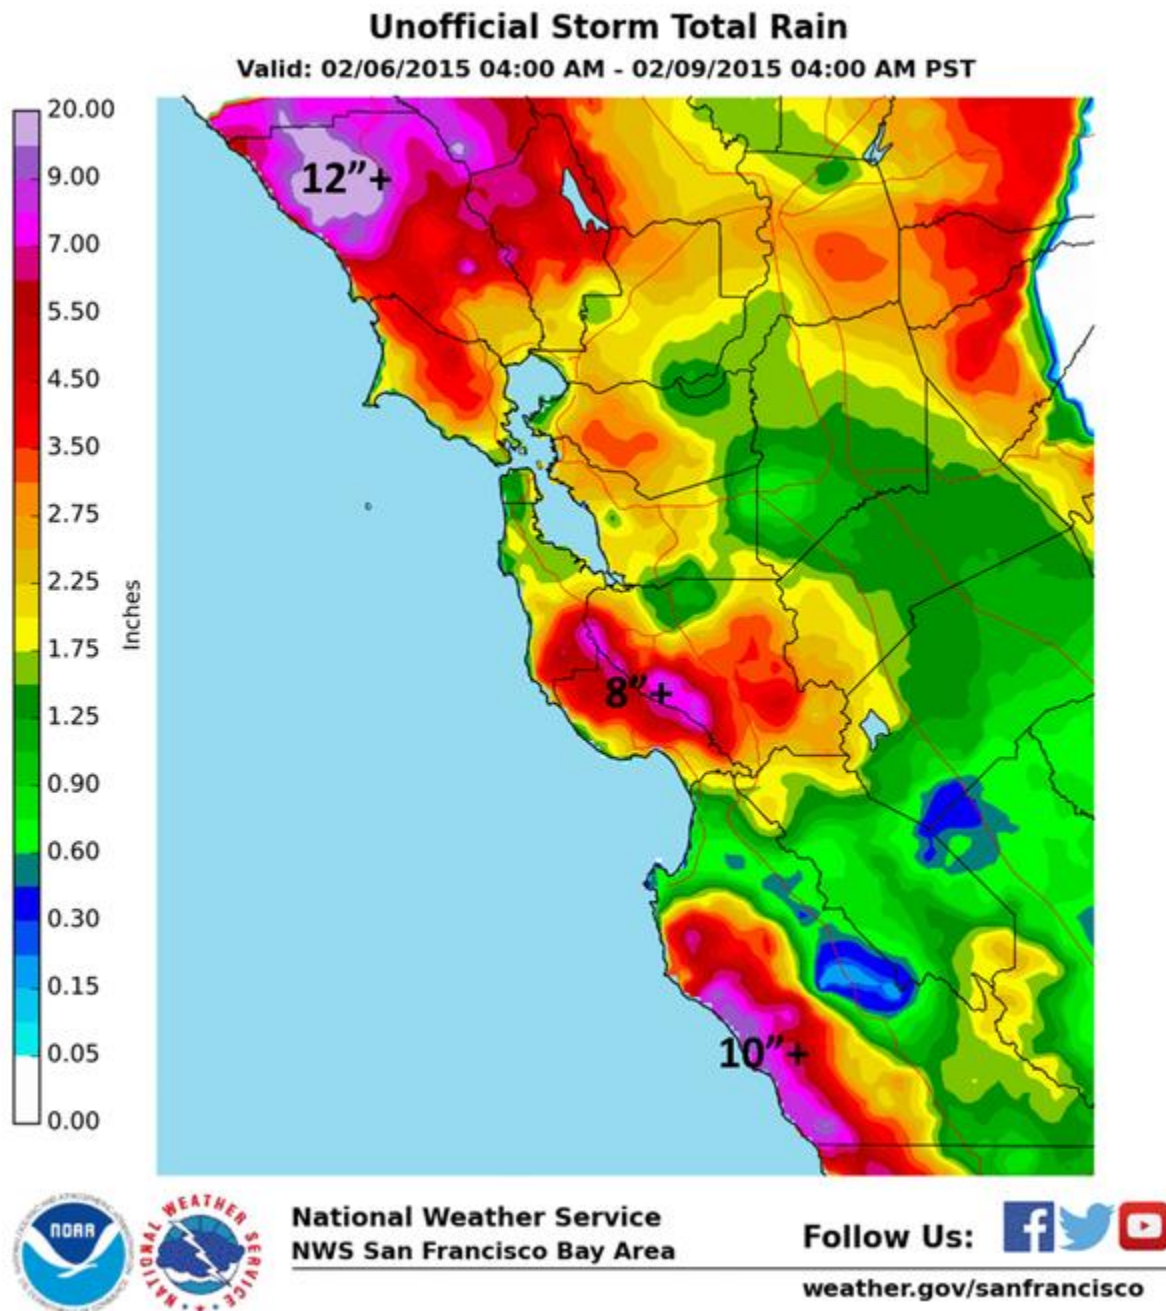 Unofficial Storm Total Rain
Valid: 02/06/2015 04:00 AM - 02/09/2015 04:00 AM PST
20.00
9.00
7.00
5.50
4.50
3.50
2.75
2.25
1.75
1.25
0.90
0.60
0.30
0.15
0.05
0.00
Inches
12”+
8”+
10”+
NOAA
NATIONAL WEATHER SERVICE
National Weather Service
NWS San Francisco Bay Area
Follow Us:
weather.gov/sanfrancisco